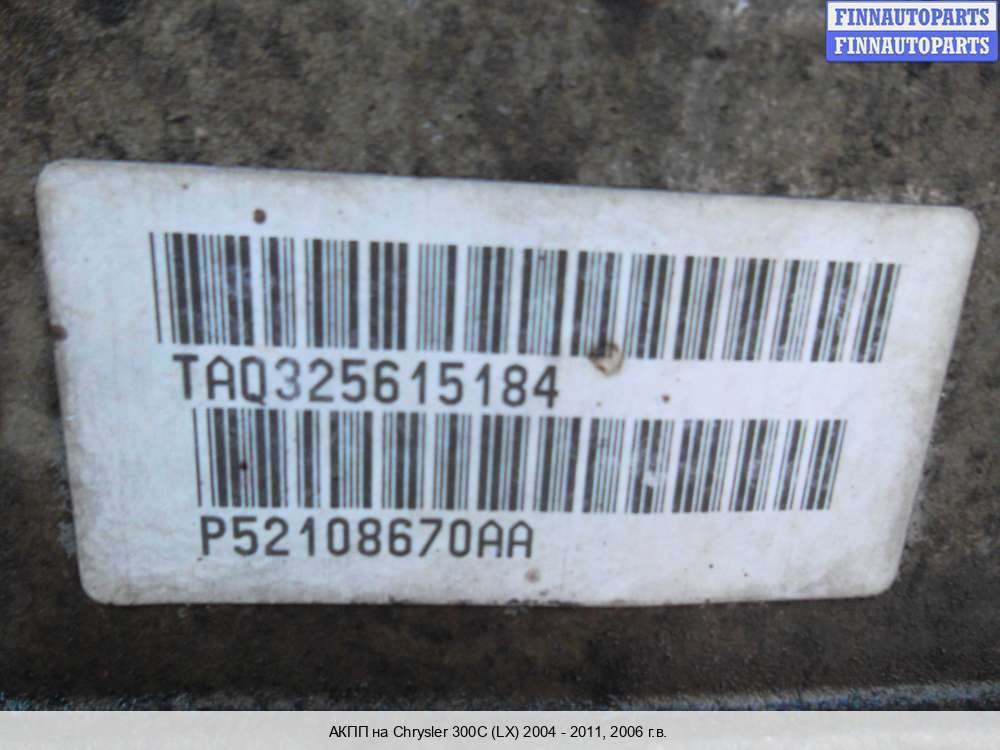 FINNAUTOPARTS
FINNAUTOPARTS
TAQ325615184
P52108670AA
АКПП на Chrysler 300C (LX) 2004 - 2011, 2006 г.в.